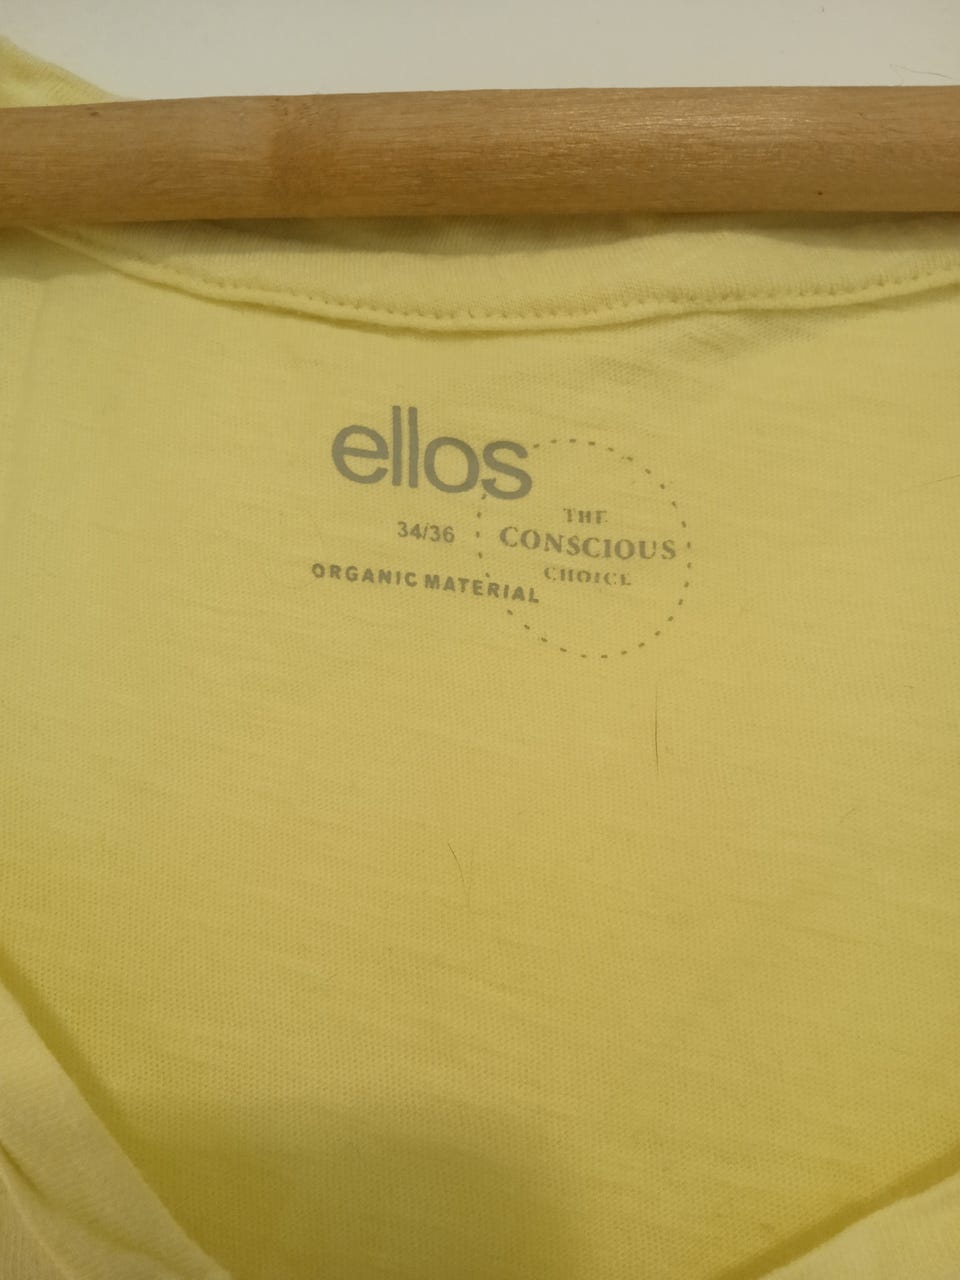 ellos
34/36
ORGANIC MATERIAL
THE
CONSCIOUS
CHOICE